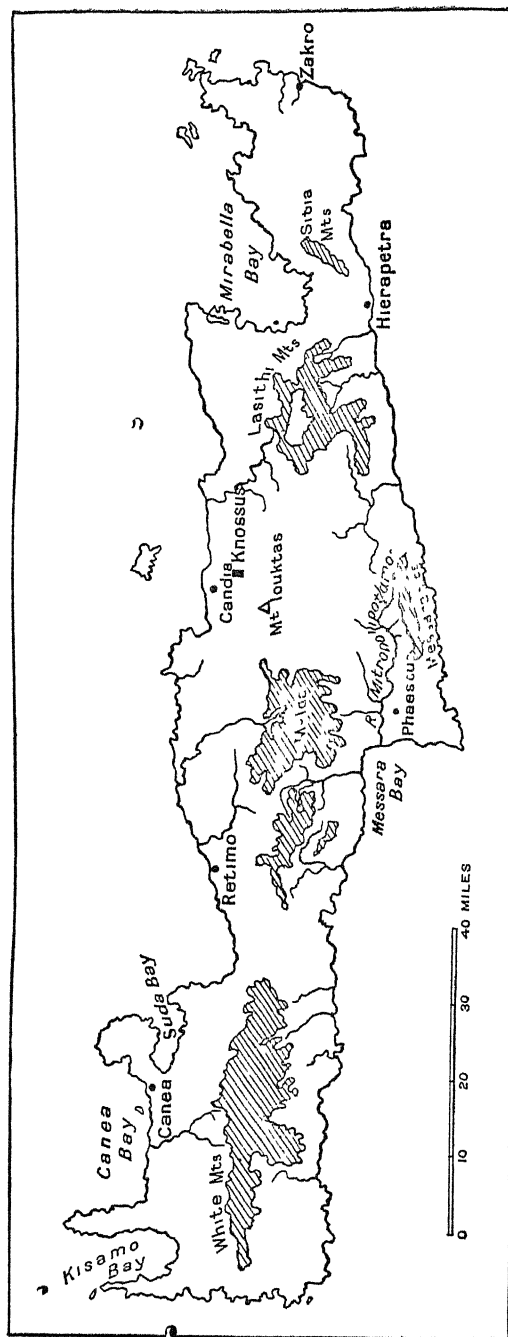 Kisamo
Bay
Canea
Bay
Canea
Suda Bay
White Mts
Retimo
Candia
Knossus
Mt Iouktas
Lasithi Mts
Mirabella
Bay
Sitia
Mts
Zakro
Hierapetra
Messara
Bay
R. 
Phaestus
0 10 20 30 40 MILES